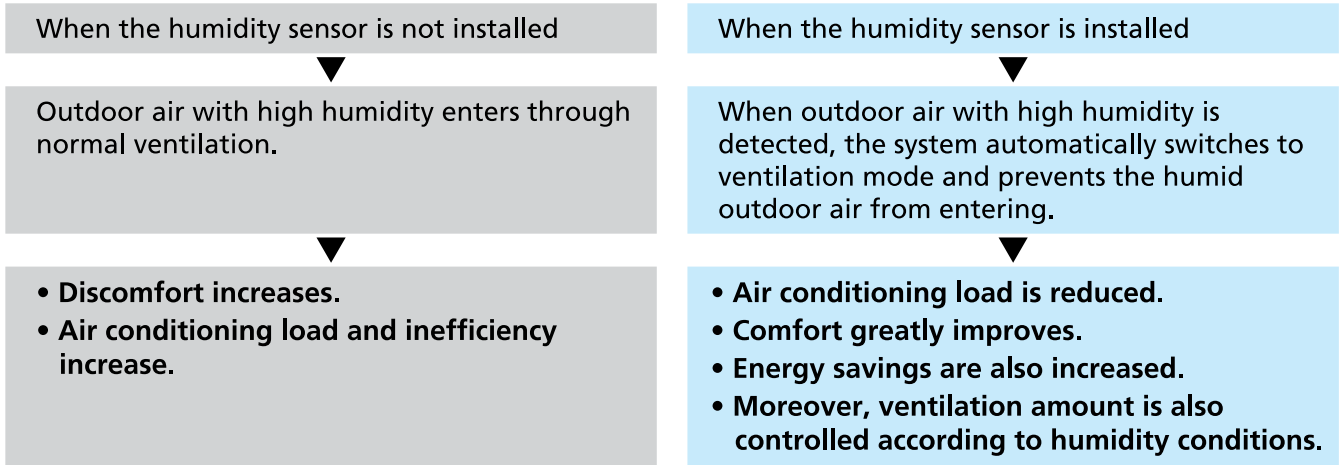 When the humidity sensor is not installed
Outdoor air with high humidity enters through
normal ventilation.
• Discomfort increases.
• Air conditioning load and inefficiency
increase.
When the humidity sensor is installed
When outdoor air with high humidity is
detected, the system automatically switches to
ventilation mode and prevents the humid
outdoor air from entering.
• Air conditioning load is reduced.
• Comfort greatly improves.
• Energy savings are also increased.
• Moreover, ventilation amount is also
controlled according to humidity conditions.